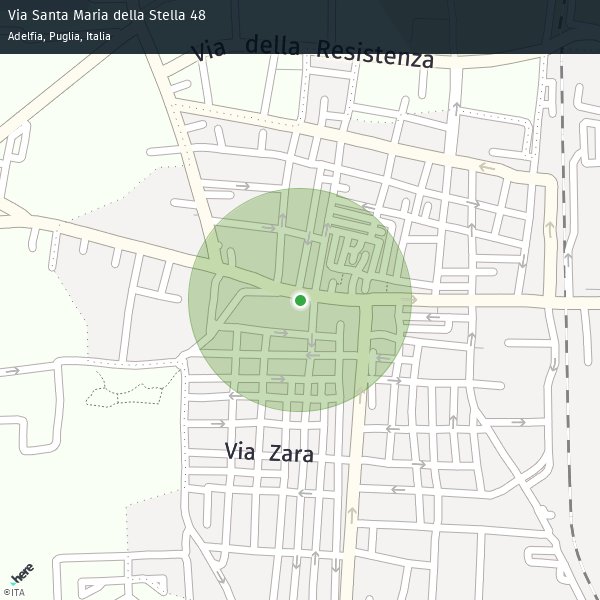 Via Santa Maria della Stella 48
Adelfia, Puglia, Italia
Via della Resistenza
Via Zara
here
©ITA